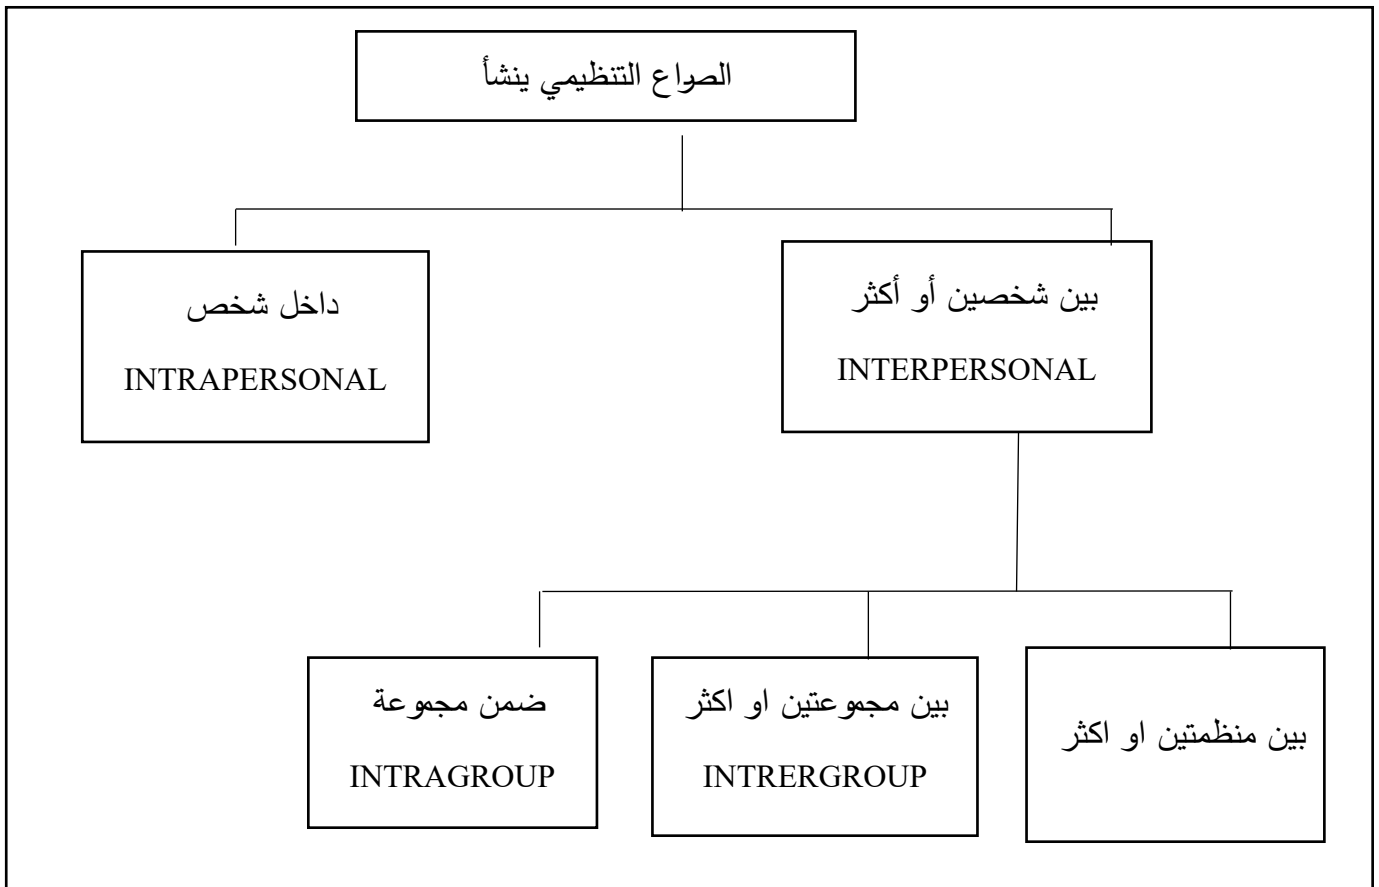 الصراع التنظيمي ينشأ
بين شخصين أو أكثر
INTERPERSONAL
داخل شخص
INTRAPERSONAL
بين منظمتين او اكثر
بين مجموعتين او اكثر
INTRERGROUP
ضمن مجموعة
INTRAGROUP